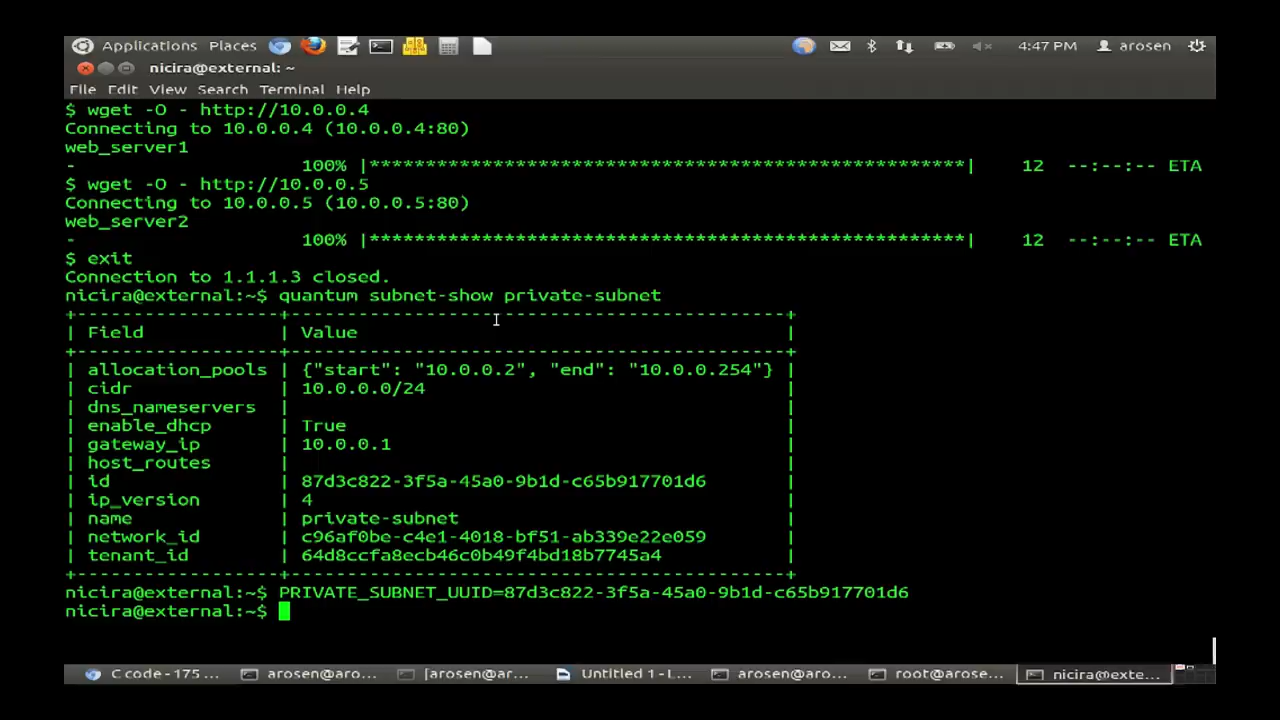 Applications Places 4:47 PM arosen
nicira@external: ~
File Edit View Search Terminal Help
$ wget -O - http://10.0.0.4
Connecting to 10.0.0.4 (10.0.0.4:80)
web_server1
- 100% |*****************************************************| 12 --:--:-- ETA
$ wget -O - http://10.0.0.5
Connecting to 10.0.0.5 (10.0.0.5:80)
web_server2
- 100% |*****************************************************| 12 --:--:-- ETA
$ exit
Connection to 1.1.1.3 closed.
nicira@external:~$ quantum subnet-show private-subnet
+------------------+---------------------------------------------+
| Field | Value |
+------------------+---------------------------------------------+
| allocation_pools | {"start": "10.0.0.2", "end": "10.0.0.254"} |
| cidr | 10.0.0.0/24 |
| dns_nameservers | |
| enable_dhcp | True |
| gateway_ip | 10.0.0.1 |
| host_routes | |
| id | 87d3c822-3f5a-45a0-9b1d-c65b917701d6 |
| ip_version | 4 |
| name | private-subnet |
| network_id | c96af0be-c4e1-4018-bf51-ab339e22e059 |
| tenant_id | 64d8ccfa8ecb46c0b49f4bd18b7745a4 |
+------------------+---------------------------------------------+
nicira@external:~$ PRIVATE_SUBNET_UUID=87d3c822-3f5a-45a0-9b1d-c65b917701d6
nicira@external:~$
C code - 175 ... arosen@aro... [arosen@ar... Untitled 1 - L... arosen@aro... root@arose... nicira@exte...